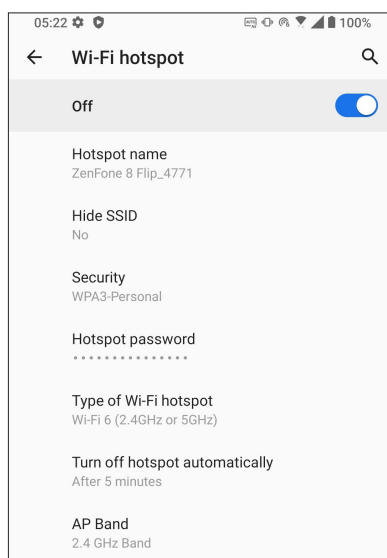 05:22 100%
Wi-Fi hotspot
Off
Hotspot name
ZenFone 8 Flip_4771
Hide SSID
No
Security
WPA3-Personal
Hotspot password
•••••••••••••••
Type of Wi-Fi hotspot
Wi-Fi 6 (2.4GHz or 5GHz)
Turn off hotspot automatically
After 5 minutes
AP Band
2.4 GHz Band